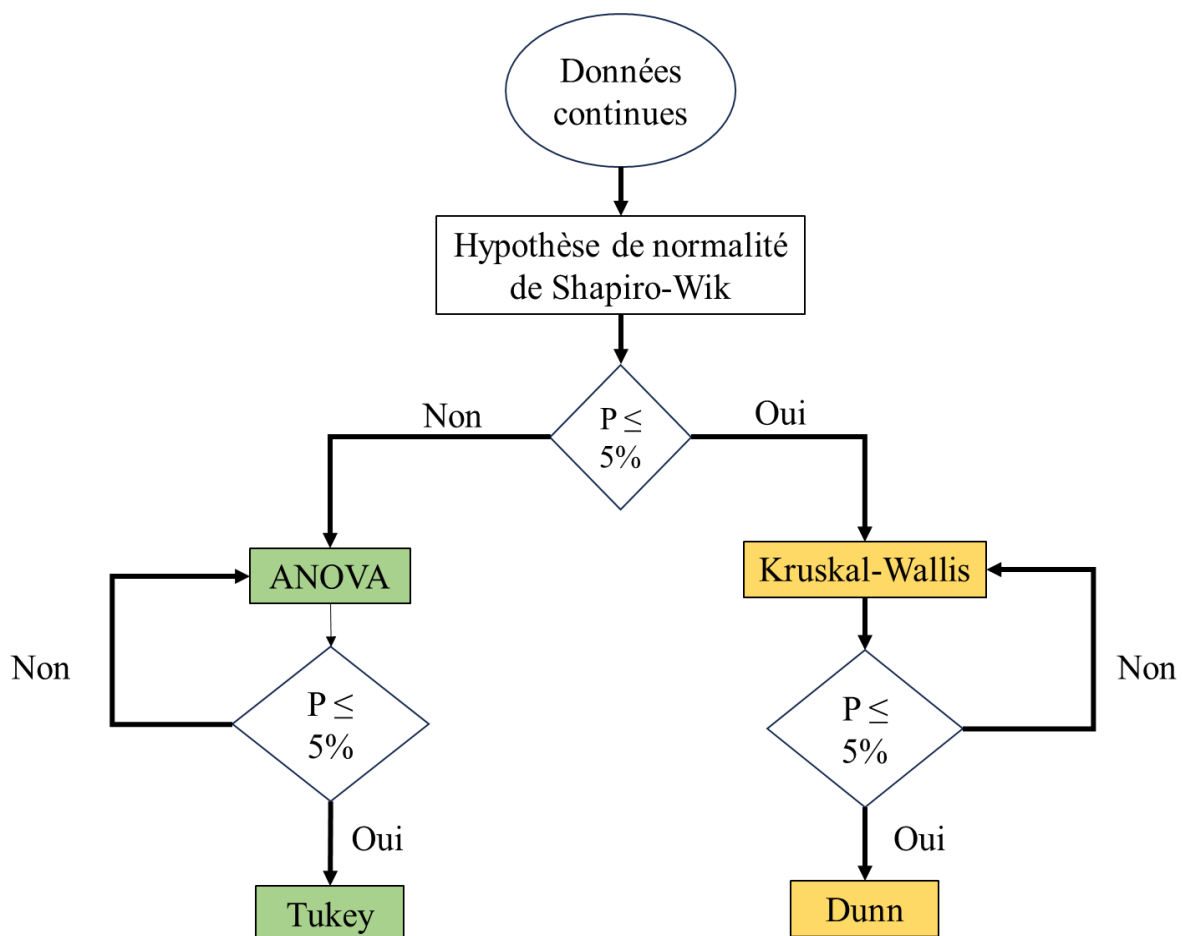 Données
continues
Hypothèse de normalité
de Shapiro-Wik
Non
P ≤
5%
Oui
ANOVA
Kruskal-Wallis
Non
P ≤
5%
P ≤
5%
Non
Oui
Oui
Tukey
Dunn